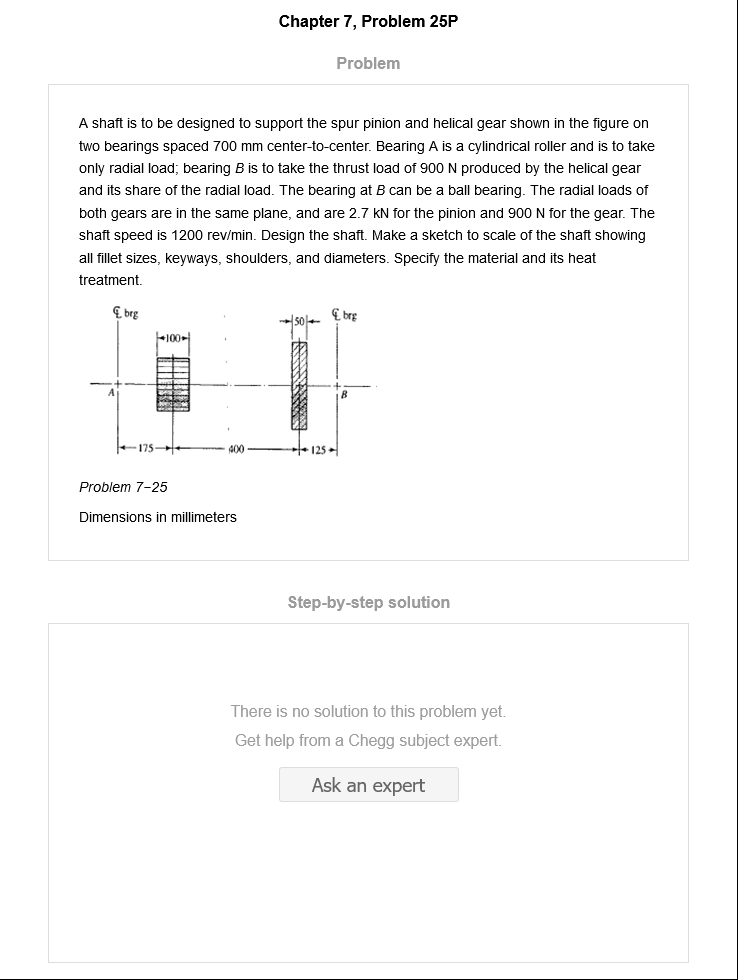 Chapter 7, Problem 25P
Problem
A shaft is to be designed to support the spur pinion and helical gear shown in the figure on
two bearings spaced 700 mm center-to-center. Bearing A is a cylindrical roller and is to take
only radial load; bearing B is to take the thrust load of 900 N produced by the helical gear
and its share of the radial load. The bearing at B can be a ball bearing. The radial loads of
both gears are in the same plane, and are 2.7 kN for the pinion and 900 N for the gear. The
shaft speed is 1200 rev/min. Design the shaft. Make a sketch to scale of the shaft showing
all fillet sizes, keyways, shoulders, and diameters. Specify the material and its heat
treatment.
℄ brg
50
℄ brg
100
A
B
175
400
125
Problem 7–25
Dimensions in millimeters
Step-by-step solution
There is no solution to this problem yet.
Get help from a Chegg subject expert.
Ask an expert